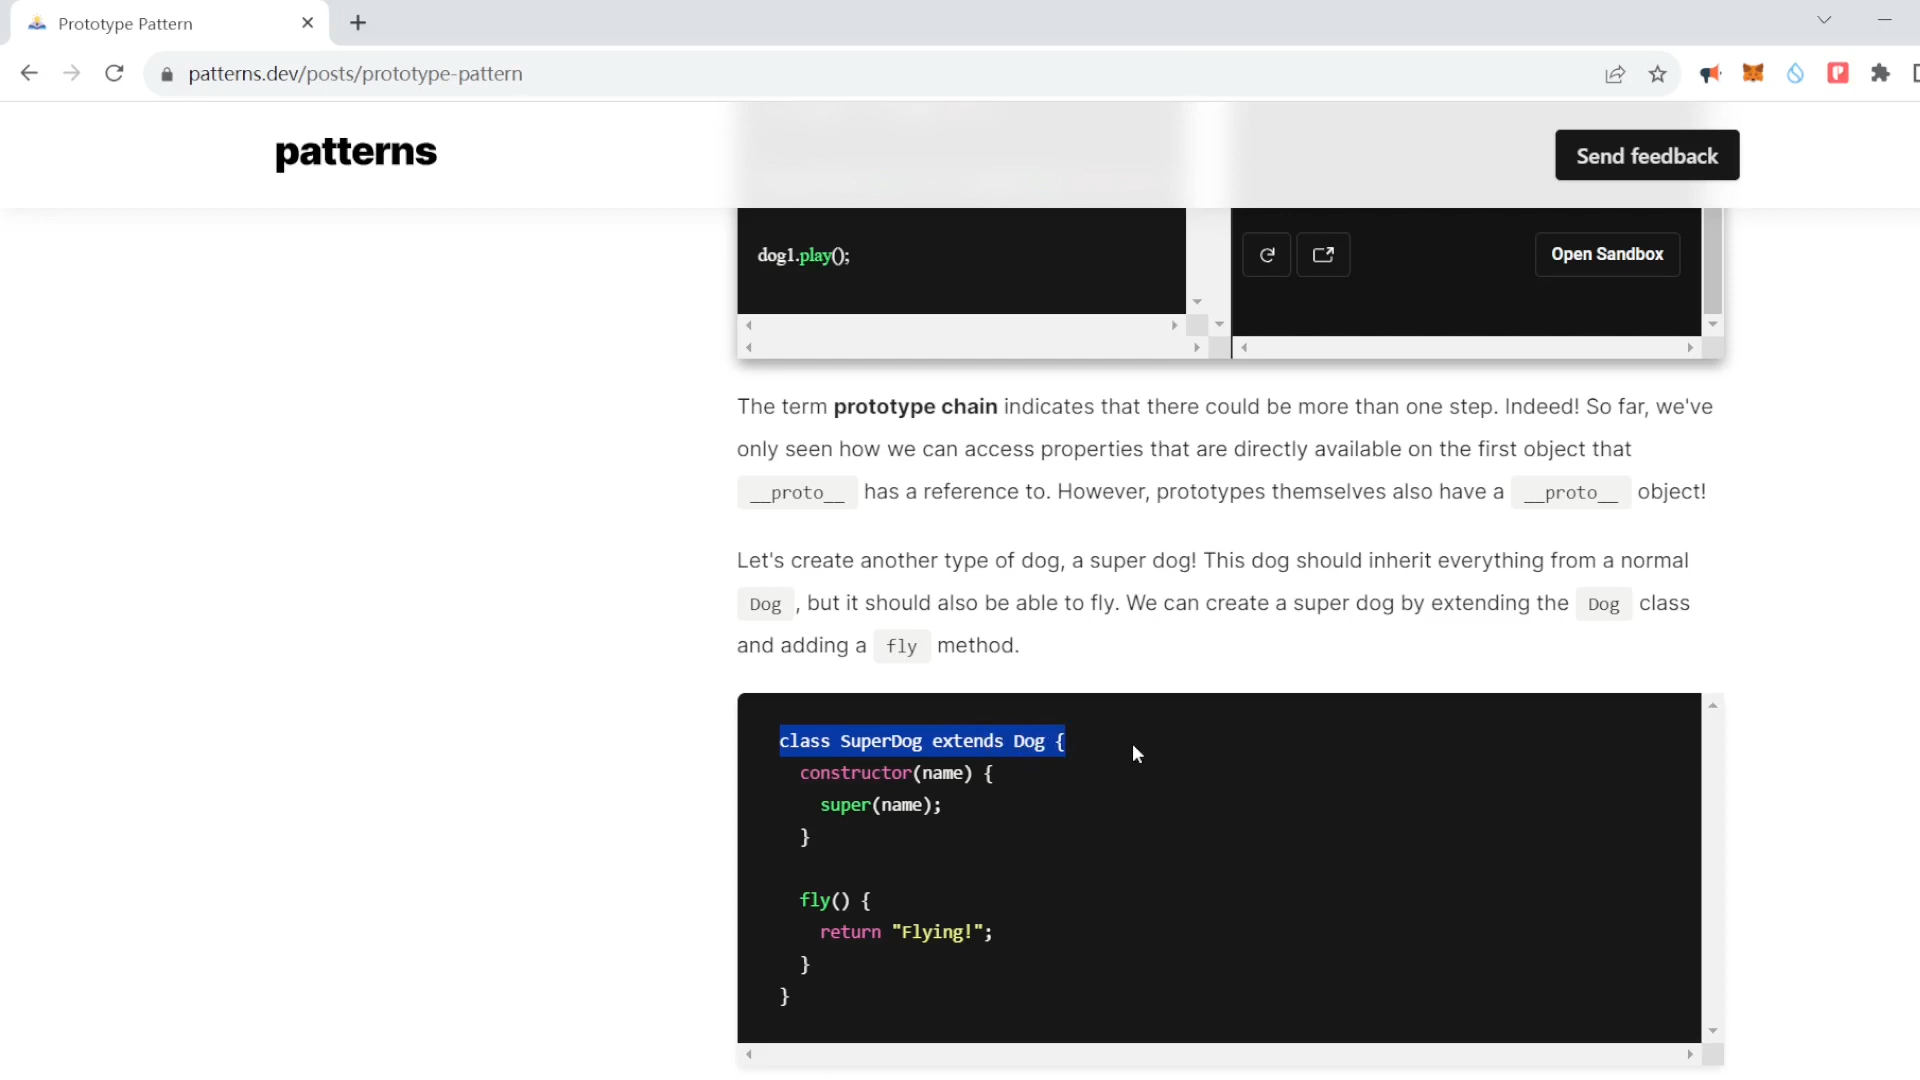 Prototype Pattern
patterns.dev/posts/prototype-pattern
patterns
Send feedback
dog1.play();
Open Sandbox
The term prototype chain indicates that there could be more than one step. Indeed! So far, we've
only seen how we can access properties that are directly available on the first object that
__proto__ has a reference to. However, prototypes themselves also have a __proto__ object!
Let's create another type of dog, a super dog! This dog should inherit everything from a normal
Dog , but it should also be able to fly. We can create a super dog by extending the Dog class
and adding a fly method.
class SuperDog extends Dog {
constructor(name) {
super(name);
}
fly() {
return "Flying!";
}
}